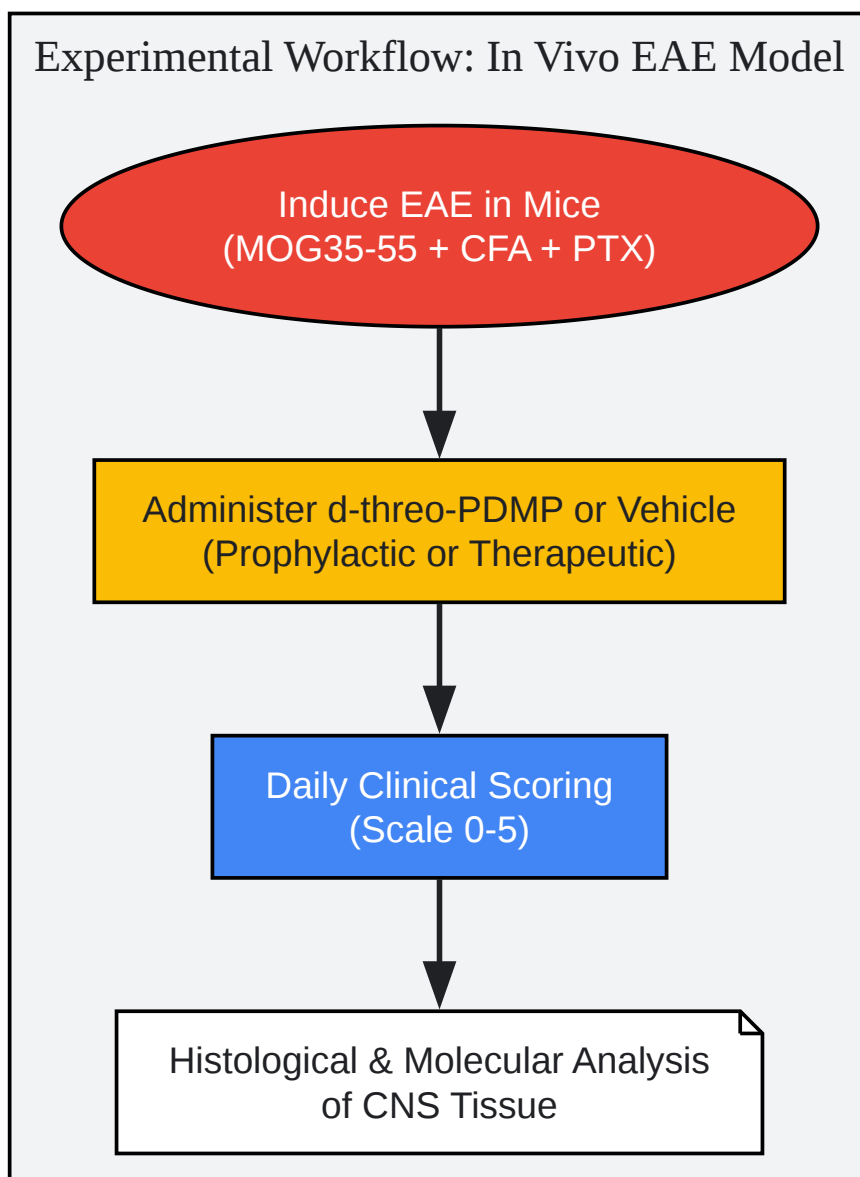 Experimental Workflow: In Vivo EAE Model
Induce EAE in Mice
(MOG35-55 + CFA + PTX)
Administer d-threo-PDMP or Vehicle
(Prophylactic or Therapeutic)
Daily Clinical Scoring
(Scale 0-5)
Histological & Molecular Analysis
of CNS Tissue